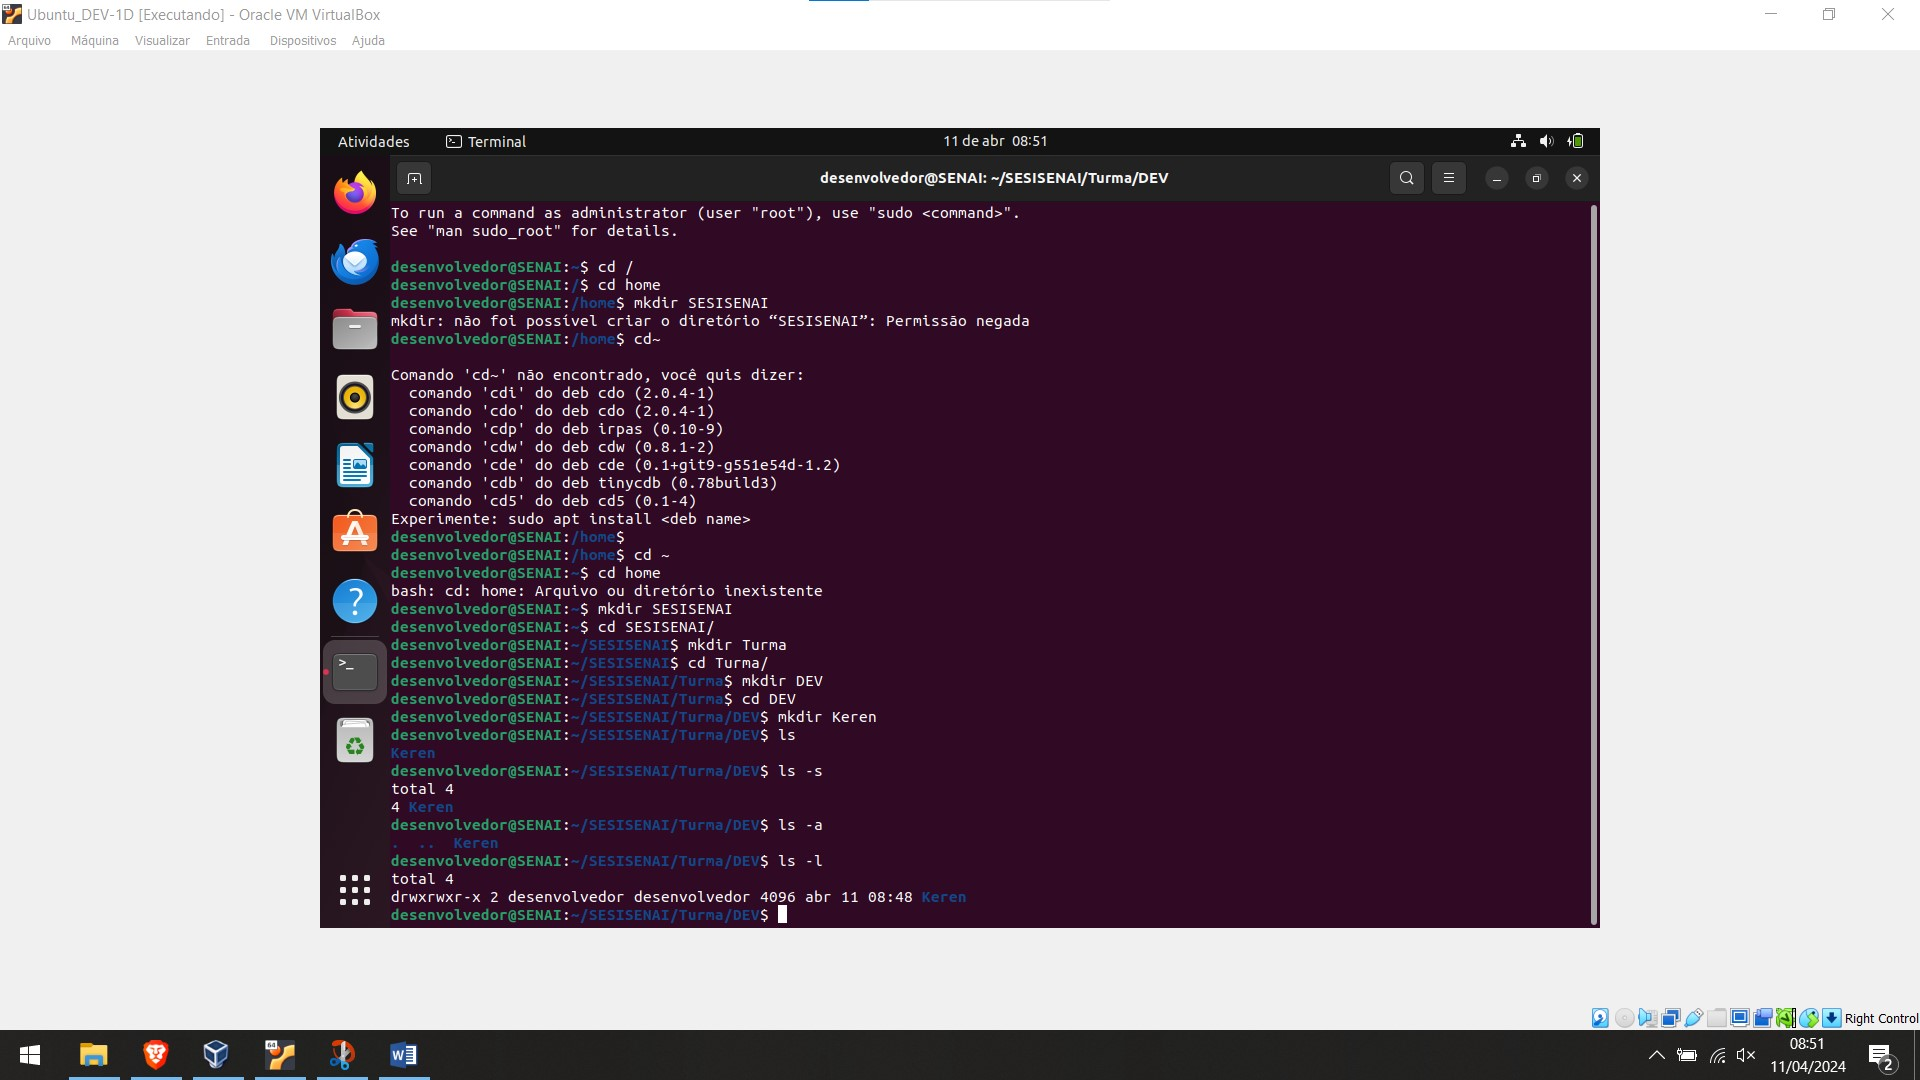 Ubuntu_DEV-1D [Executando] - Oracle VM VirtualBox
Arquivo Máquina Visualizar Entrada Dispositivos Ajuda
Atividades Terminal 11 de abr 08:51
desenvolvedor@SENAI: ~/SESISENAI/Turma/DEV
To run a command as administrator (user "root"), use "sudo <command>".
See "man sudo_root" for details.
desenvolvedor@SENAI:~$ cd /
desenvolvedor@SENAI:/$ cd home
desenvolvedor@SENAI:/home$ mkdir SESISENAI
mkdir: não foi possível criar o diretório “SESISENAI”: Permissão negada
desenvolvedor@SENAI:/home$ cd~
Comando 'cd~' não encontrado, você quis dizer:
comando 'cdi' do deb cdo (2.0.4-1)
comando 'cdo' do deb cdo (2.0.4-1)
comando 'cdp' do deb irpas (0.10-9)
comando 'cdw' do deb cdw (0.8.1-2)
comando 'cde' do deb cde (0.1+git9-g551e54d-1.2)
comando 'cdb' do deb tinycdb (0.78build3)
comando 'cd5' do deb cd5 (0.1-4)
Experimente: sudo apt install <deb name>
desenvolvedor@SENAI:/home$
desenvolvedor@SENAI:/home$ cd ~
desenvolvedor@SENAI:~$ cd home
bash: cd: home: Arquivo ou diretório inexistente
desenvolvedor@SENAI:~$ mkdir SESISENAI
desenvolvedor@SENAI:~$ cd SESISENAI/
desenvolvedor@SENAI:~/SESISENAI$ mkdir Turma
desenvolvedor@SENAI:~/SESISENAI$ cd Turma/
desenvolvedor@SENAI:~/SESISENAI/Turma$ mkdir DEV
desenvolvedor@SENAI:~/SESISENAI/Turma$ cd DEV
desenvolvedor@SENAI:~/SESISENAI/Turma/DEV$ mkdir Keren
desenvolvedor@SENAI:~/SESISENAI/Turma/DEV$ ls
Keren
desenvolvedor@SENAI:~/SESISENAI/Turma/DEV$ ls -s
total 4
4 Keren
desenvolvedor@SENAI:~/SESISENAI/Turma/DEV$ ls -a
. .. Keren
desenvolvedor@SENAI:~/SESISENAI/Turma/DEV$ ls -l
total 4
drwxrwxr-x 2 desenvolvedor desenvolvedor 4096 abr 11 08:48 Keren
desenvolvedor@SENAI:~/SESISENAI/Turma/DEV$
Right Control
08:51
11/04/2024
2